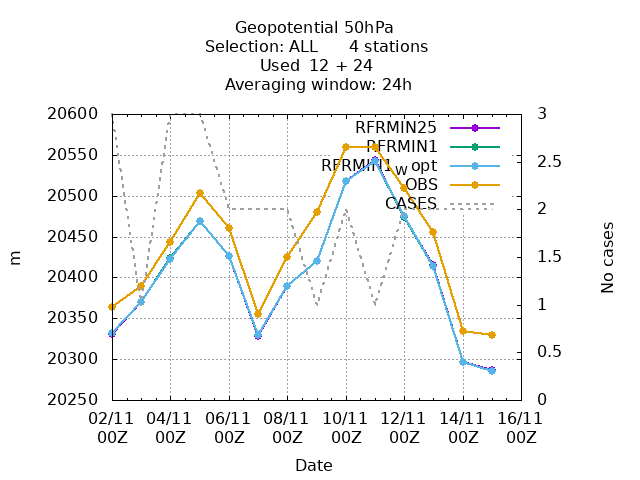 Geopotential 50hPa
Selection: ALL 4 stations
Used 12 + 24
Averaging window: 24h
20600
20550
20500
20450
20400
20350
20300
20250
m
3
2.5
2
1.5
1
0.5
0
No cases
RFRMIN25
RFRMIN1
RFRMIN1wopt
OBS
CASES
02/11 04/11 06/11 08/11 10/11 12/11 14/11 16/11
00Z 00Z 00Z 00Z 00Z 00Z 00Z 00Z
Date